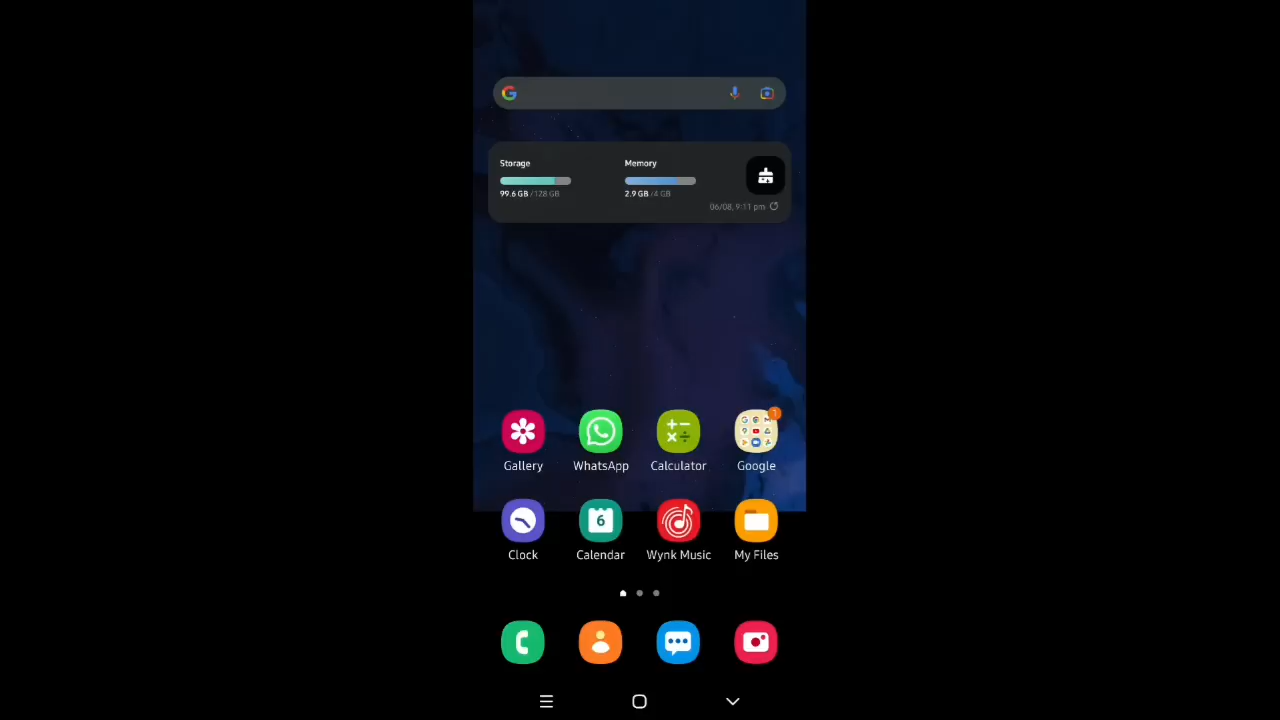 Storage
Memory
99.6 GB /128 GB
2.9 GB /4 GB
06/08, 9:11 pm
1
Gallery
WhatsApp
Calculator
Google
6
Clock
Calendar
Wynk Music
My Files